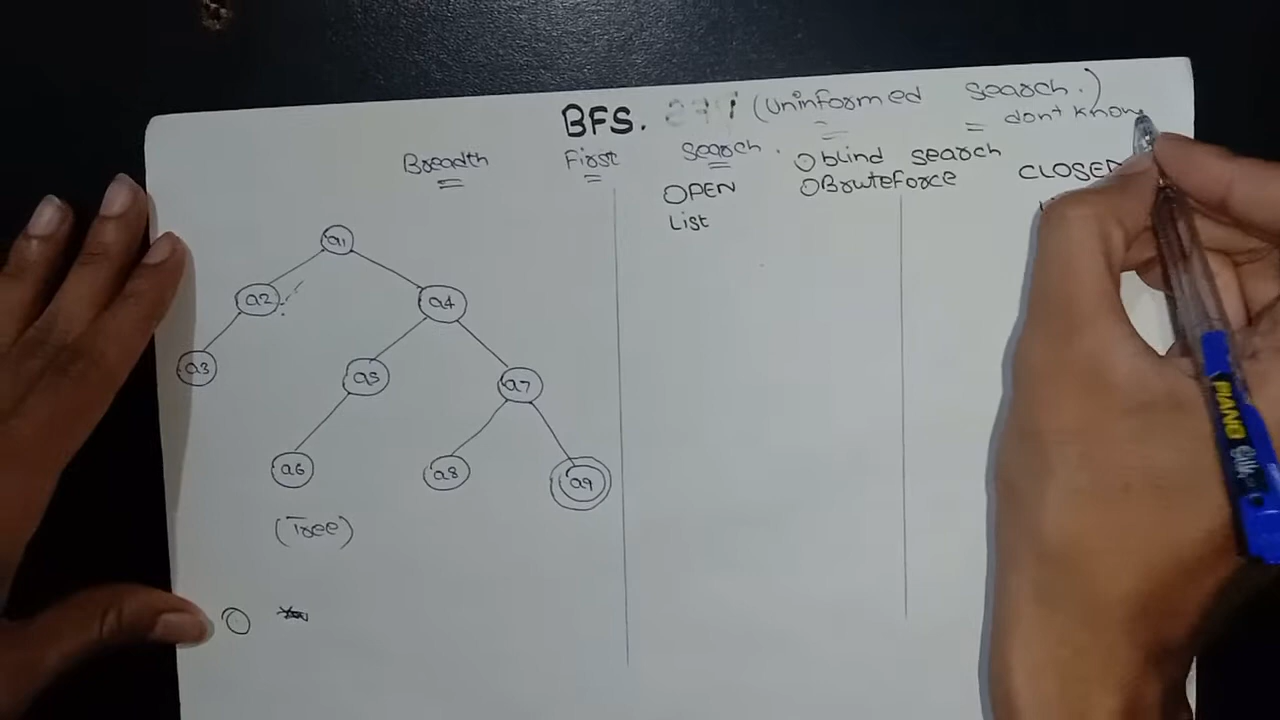 BFS. (Uninformed search.)
= don't know
Breadth First Search.
O blind search
O Bruteforce
OPEN
List
CLOSED
a1
a2
a4
a3
a5
a7
a6
a8
a9
(Tree)
PIANO